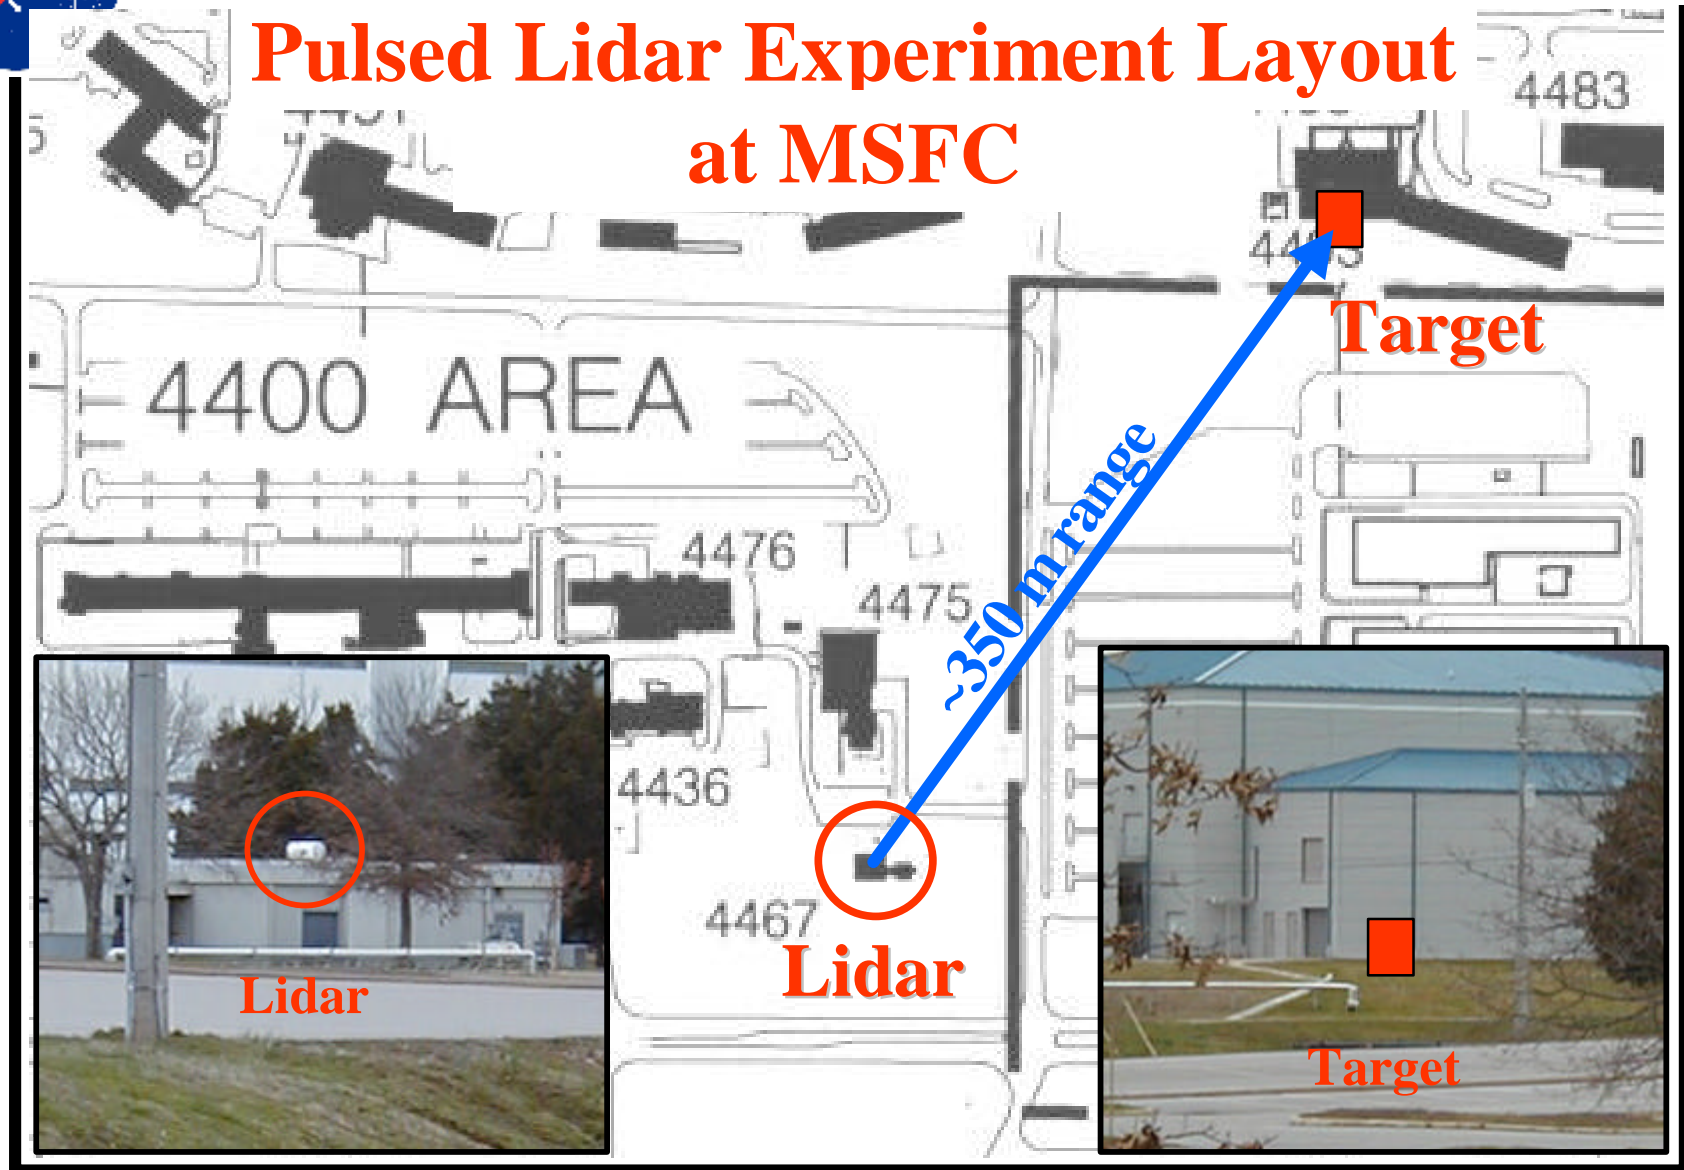 Pulsed Lidar Experiment Layout
at MSFC
4483
Target
4400 AREA
~350 m range
4476
4475
4436
4467
Lidar
Lidar
Target